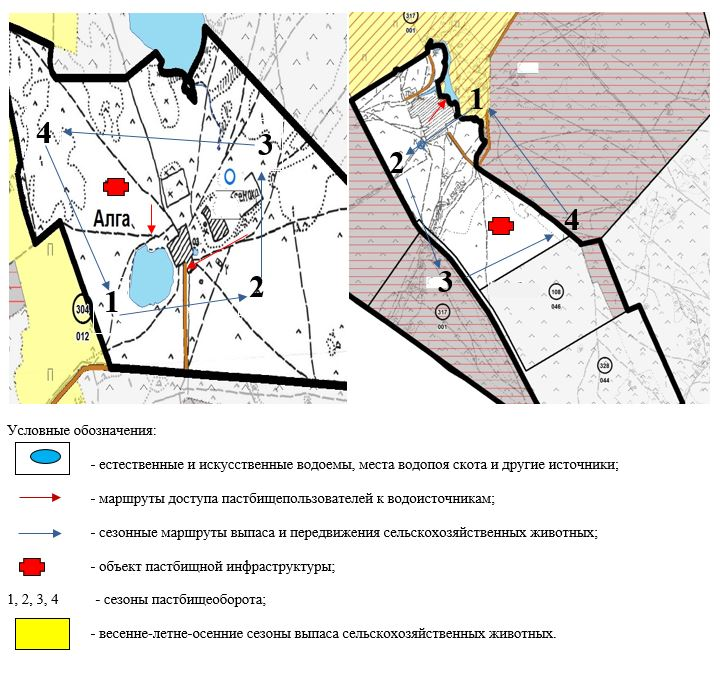 4
3
Алга
1
2
304
012
П
П
317
001
1
2
4
3
108
046
317
001
328
044
Условные обозначения:
- естественные и искусственные водоемы, места водопоя скота и другие источники;
- маршруты доступа пастбищепользователей к водоисточникам;
- сезонные маршруты выпаса и передвижения сельскохозяйственных животных;
- объект пастбищной инфраструктуры;
1, 2, 3, 4 - сезоны пастбищеоборота;
- весенне-летне-осенние сезоны выпаса сельскохозяйственных животных.